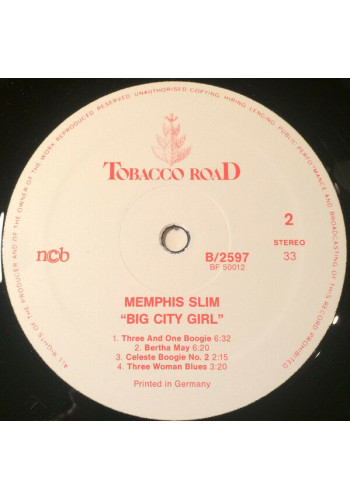 ALL RIGHTS OF THE PRODUCER AND OF THE OWNER OF THE WORK REPRODUCED RESERVED. UNAUTHORISED COPYING, HIRING, LENDING, PUBLIC PERFORMANCE AND BROADCASTING OF THIS RECORD PROHIBITED
TOBACCO ROAD
2
ncb
B/2597
STEREO
BF 50012
33
MEMPHIS SLIM
"BIG CITY GIRL"
1. Three And One Boogie 6:32
2. Bertha May 6:20
3. Celeste Boogie No. 2 2:15
4. Three Woman Blues 3:20
Printed in Germany